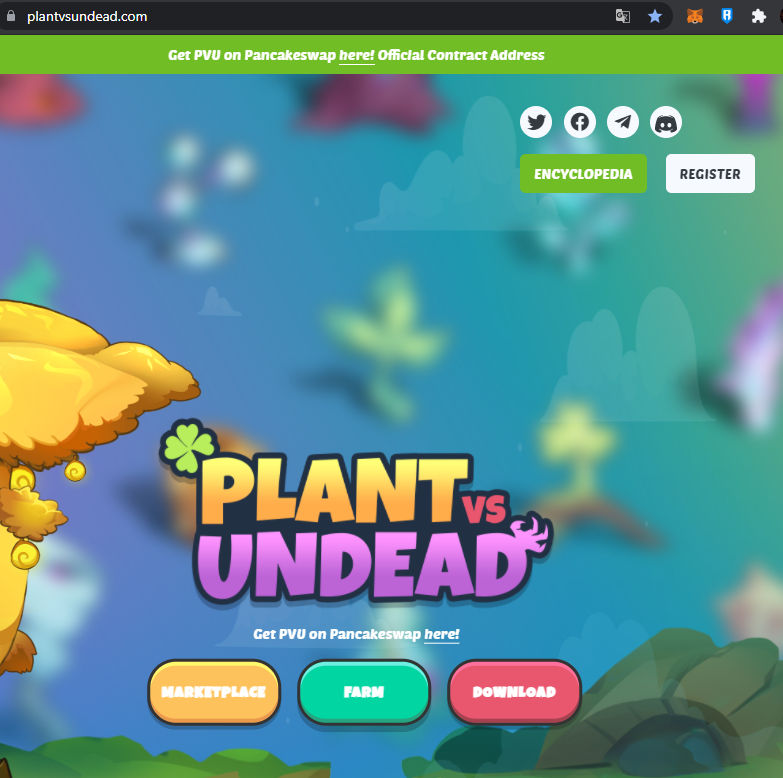 plantvsundead.com
Get PVU on Pancakeswap here! Official Contract Address
ENCYCLOPEDIA
REGISTER
PLANT
VS
UNDEAD
Get PVU on Pancakeswap here!
MARKETPLACE
FARM
DOWNLOAD